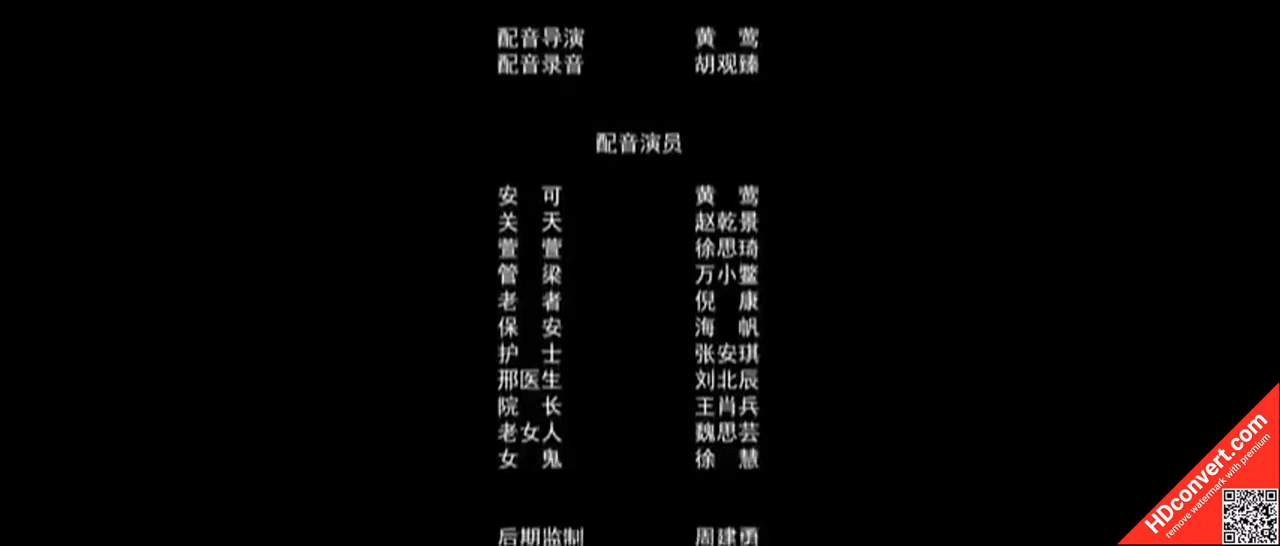 配音导演 黄 莺
配音录音 胡观臻
配音演员
安 可 黄 莺
关 天 赵乾景
萱 萱 徐思琦
管 梁 万小鳖
老 者 倪 康
保 安 海 帆
护 士 张安琪
邢医生 刘北辰
院 长 王肖兵
老女人 魏思芸
女 鬼 徐 慧
后期监制 周建勇
HDconvert.com
remove watermark with premium